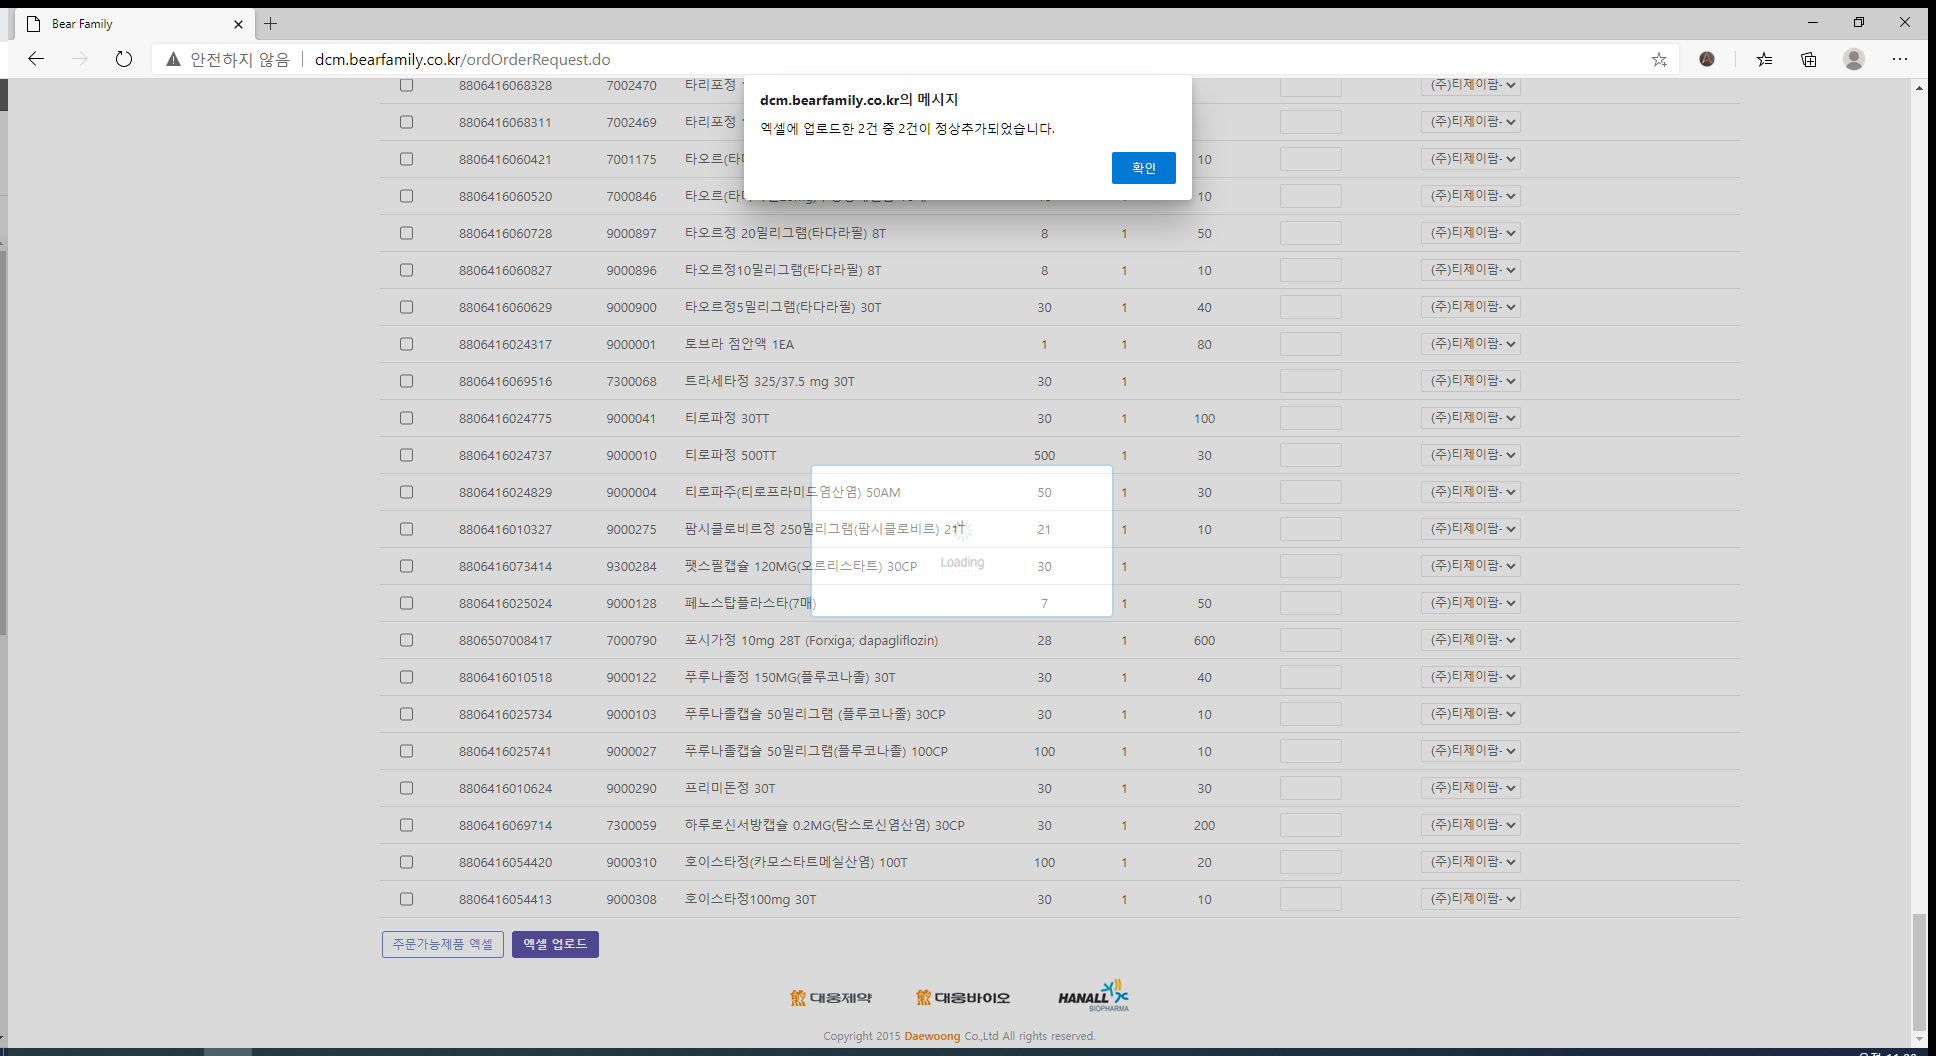 Bear Family
안전하지 않음 dcm.bearfamily.co.kr/ordOrderRequest.do
dcm.bearfamily.co.kr의 메시지
엑셀에 업로드한 2건 중 2건이 정상추가되었습니다.
확인
8806416068328 7002470 타리포정 (주)티제이팜-
8806416068311 7002469 타리포정 (주)티제이팜-
8806416060421 7001175 10 (주)티제이팜-
8806416060520 7000846 10 (주)티제이팜-
8806416060728 9000897 타오르정 20밀리그램(타다라필) 8T 8 1 50 (주)티제이팜-
8806416060827 9000896 타오르정10밀리그램(타다라필) 8T 8 1 10 (주)티제이팜-
8806416060629 9000900 타오르정5밀리그램(타다라필) 30T 30 1 40 (주)티제이팜-
8806416024317 9000001 토브라 점안액 1EA 1 1 80 (주)티제이팜-
8806416069516 7300068 트라세타정 325/37.5 mg 30T 30 1 (주)티제이팜-
8806416024775 9000041 티로파정 30TT 30 1 100 (주)티제이팜-
8806416024737 9000010 티로파정 500TT 500 1 30 (주)티제이팜-
8806416024829 9000004 티로파주(티로프라미드염산염) 50AM 50 1 30 (주)티제이팜-
8806416010327 9000275 팜시클로비르정 250밀리그램(팜시클로비르) 21 1 10 (주)티제이팜-
Loading
8806416073414 9300284 팻스필캡슐 120MG(오르리스타트) 30CP 30 1 (주)티제이팜-
8806416025024 9000128 페노스탑플라스타(7매) 7 1 50 (주)티제이팜-
8806507008417 7000790 포시가정 10mg 28T (Forxiga; dapagliflozin) 28 1 600 (주)티제이팜-
8806416010518 9000122 푸루나졸정 150MG(플루코나졸) 30T 30 1 40 (주)티제이팜-
8806416025734 9000103 푸루나졸캡슐 50밀리그램 (플루코나졸) 30CP 30 1 10 (주)티제이팜-
8806416025741 9000027 푸루나졸캡슐 50밀리그램(플루코나졸) 100CP 100 1 10 (주)티제이팜-
8806416010624 9000290 프리미돈정 30T 30 1 30 (주)티제이팜-
8806416069714 7300059 하루로신서방캡슐 0.2MG(탐스로신염산염) 30CP 30 1 200 (주)티제이팜-
8806416054420 9000310 호이스타정(카모스타트메실산염) 100T 100 1 20 (주)티제이팜-
8806416054413 9000308 호이스타정100mg 30T 30 1 10 (주)티제이팜-
주문가능제품 엑셀 엑셀 업로드
대웅제약 대웅바이오 HANALL BIOPHARMA
Copyright 2015 Daewoong Co.,Ltd All rights reserved.